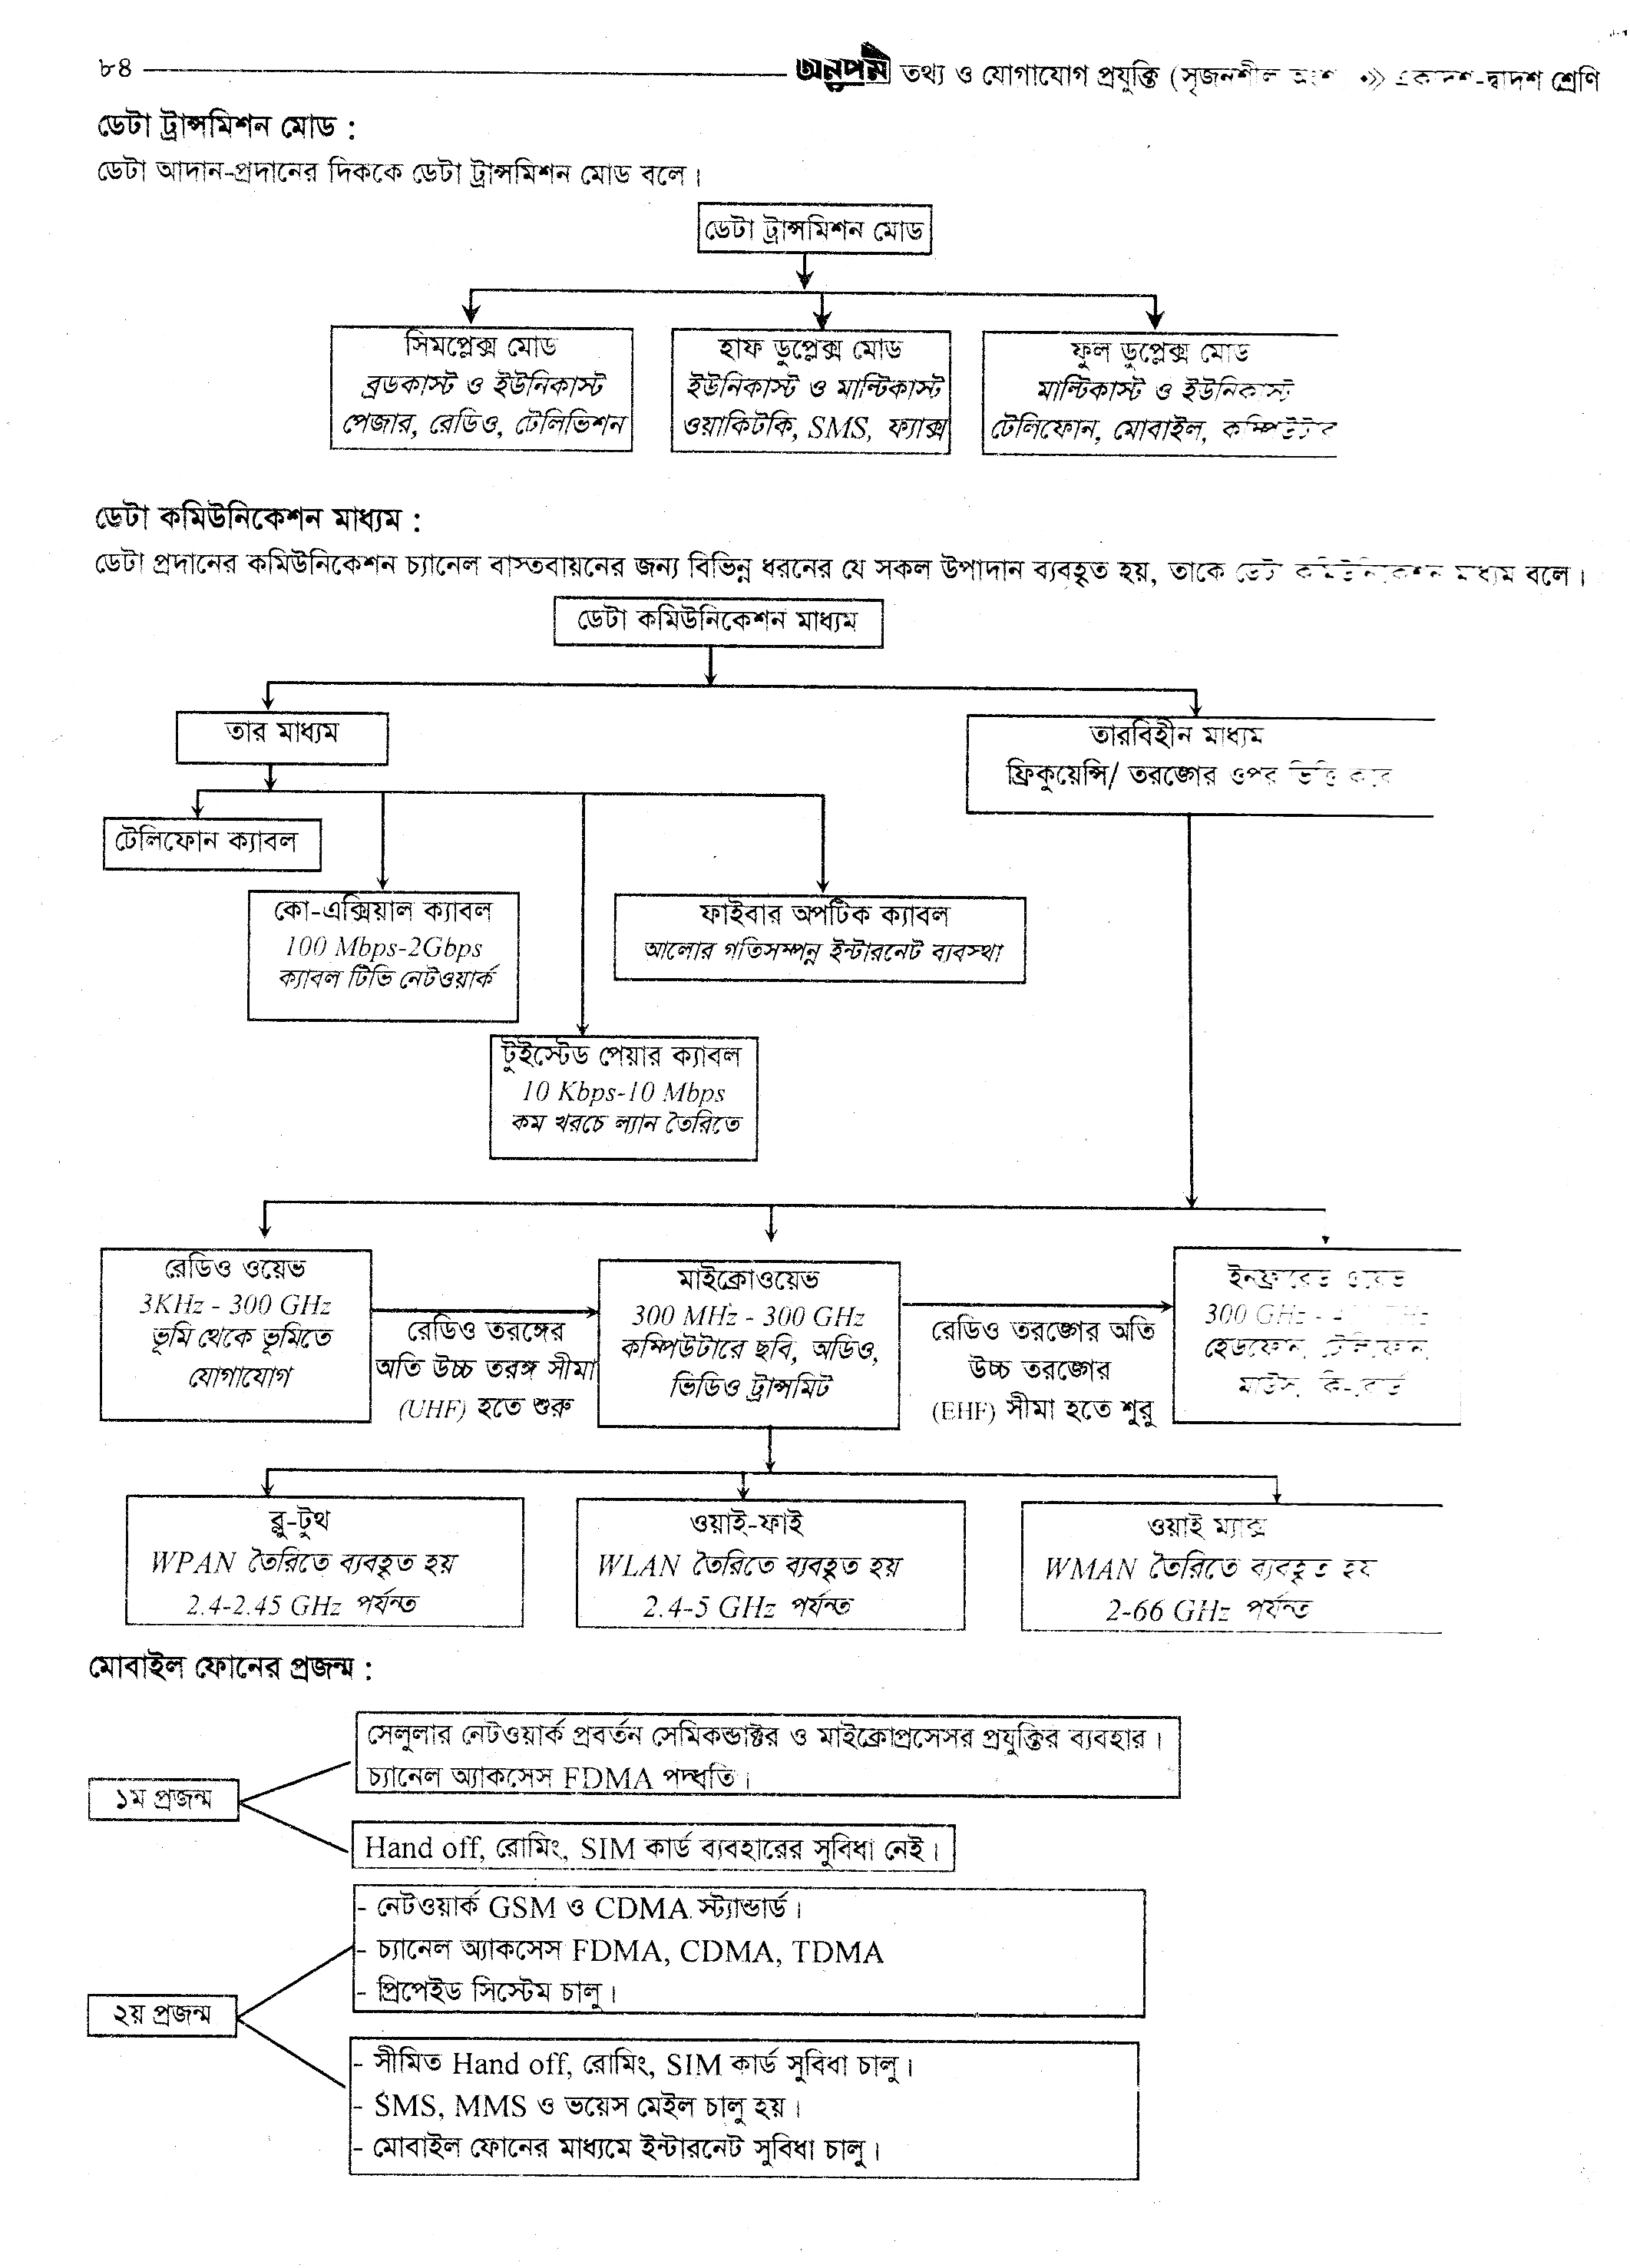 ৮৪
অনুপম তথ্য ও যোগাযোগ প্রযুক্তি (সৃজনশীল অংশ একাদশ-দ্বাদশ শ্রেণি
ডেটা ট্রান্সমিশন মোড :
ডেটা আদান-প্রদানের দিককে ডেটা ট্রান্সমিশন মোড বলে।
ডেটা ট্রান্সমিশন মোড
সিমপ্লেক্স মোড
ব্রডকাস্ট ও ইউনিকাস্ট
পেজার, রেডিও, টেলিভিশন
হাফ ডুপ্লেক্স মোড
ইউনিকাস্ট ও মাল্টিকাস্ট
ওয়াকিটকি, SMS, ফ্যাক্স
ফুল ডুপ্লেক্স মোড
মাল্টিকাস্ট ও ইউনিকাস্ট
টেলিফোন, মোবাইল, কম্পিউটার
ডেটা কমিউনিকেশন মাধ্যম :
ডেটা প্রদানের কমিউনিকেশন চ্যানেল বাস্তবায়নের জন্য বিভিন্ন ধরনের যে সকল উপাদান ব্যবহৃত হয়, তাকে ডেটা কমিউনিকেশন মাধ্যম বলে।
ডেটা কমিউনিকেশন মাধ্যম
তার মাধ্যম
তারবিহীন মাধ্যম
ফ্রিকুয়েন্সি/ তরঙ্গের ওপর ভিত্তি করে
টেলিফোন ক্যাবল
কো-এক্সিয়াল ক্যাবল
100 Mbps-2Gbps
ক্যাবল টিভি নেটওয়ার্ক
ফাইবার অপটিক ক্যাবল
আলোর গতিসম্পন্ন ইন্টারনেট ব্যবস্থা
টুইস্টেড পেয়ার ক্যাবল
10 Kbps-10 Mbps
কম খরচে ল্যান তৈরিতে
রেডিও ওয়েভ
3KHz - 300 GHz
ভূমি থেকে ভূমিতে
যোগাযোগ
রেডিও তরঙ্গের
অতি উচ্চ তরঙ্গ সীমা
(UHF) হতে শুরু
মাইক্রোওয়েভ
300 MHz - 300 GHz
কম্পিউটারে ছবি, অডিও,
ভিডিও ট্রান্সমিট
রেডিও তরঙ্গের অতি
উচ্চ তরঙ্গের
(EHF) সীমা হতে শুরু
ইনফ্রারেড ওয়েভ
300 GHz -
হেডফোন, টেলিফোন,
মাউস, কি-বোর্ড
ব্লু-টুথ
WPAN তৈরিতে ব্যবহৃত হয়
2.4-2.45 GHz পর্যন্ত
ওয়াই-ফাই
WLAN তৈরিতে ব্যবহৃত হয়
2.4-5 GHz পর্যন্ত
ওয়াই ম্যাক্স
WMAN তৈরিতে ব্যবহৃত হয়
2-66 GHz পর্যন্ত
মোবাইল ফোনের প্রজন্ম :
১ম প্রজন্ম
সেলুলার নেটওয়ার্ক প্রবর্তন সেমিকন্ডাক্টর ও মাইক্রোপ্রসেসর প্রযুক্তির ব্যবহার।
চ্যানেল অ্যাকসেস FDMA পদ্ধতি।
Hand off, রোমিং, SIM কার্ড ব্যবহারের সুবিধা নেই।
২য় প্রজন্ম
- নেটওয়ার্ক GSM ও CDMA স্ট্যান্ডার্ড।
- চ্যানেল অ্যাকসেস FDMA, CDMA, TDMA
- প্রিপেইড সিস্টেম চালু।
- সীমিত Hand off, রোমিং, SIM কার্ড সুবিধা চালু।
- SMS, MMS ও ভয়েস মেইল চালু হয়।
- মোবাইল ফোনের মাধ্যমে ইন্টারনেট সুবিধা চালু।